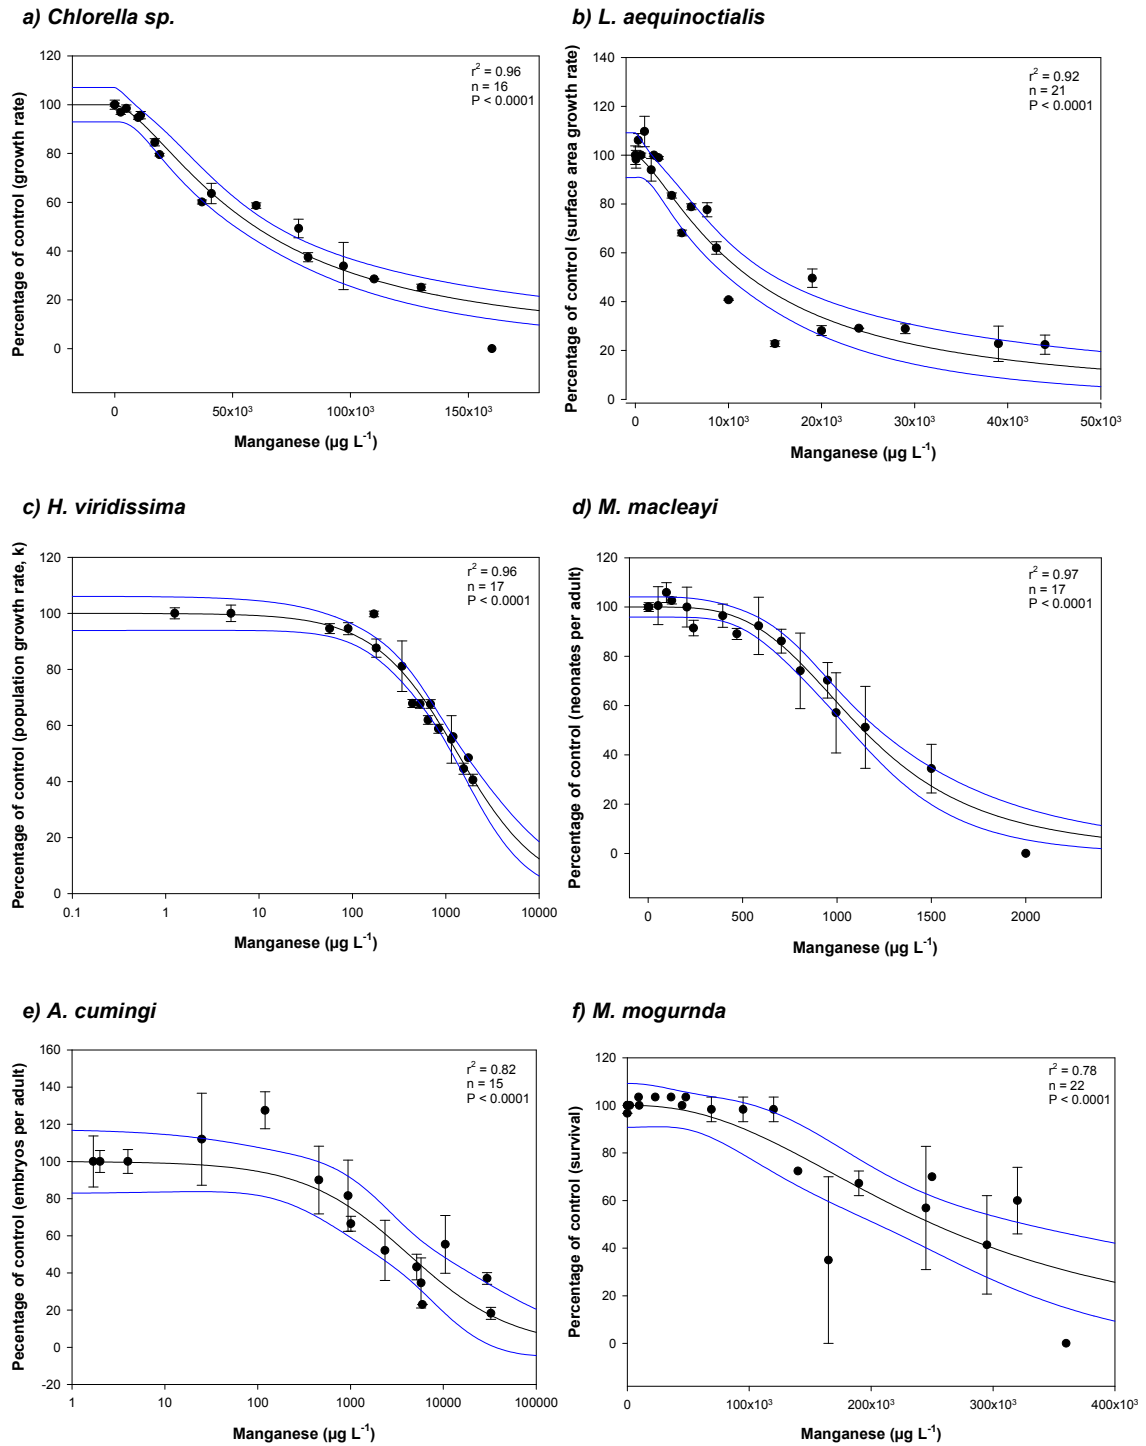 a) Chlorella sp.
Percentage of control (growth rate)
120
100
80
60
40
20
0
r² = 0.96
n = 16
P < 0.0001
0
50x10³
100x10³
150x10³
Manganese (µg L⁻¹)
b) L. aequinoctialis
Percentage of control (surface area growth rate)
140
120
100
80
60
40
20
0
r² = 0.92
n = 21
P < 0.0001
0
10x10³
20x10³
30x10³
40x10³
50x10³
Manganese (µg L⁻¹)
c) H. viridissima
Percentage of control (population growth rate, k)
120
100
80
60
40
20
0
r² = 0.96
n = 17
P < 0.0001
0.1
1
10
100
1000
10000
Manganese (µg L⁻¹)
d) M. macleayi
Percentage of control (neonates per adult)
120
100
80
60
40
20
0
r² = 0.97
n = 17
P < 0.0001
0
500
1000
1500
2000
Manganese (µg L⁻¹)
e) A. cumingi
Pecentage of control (embryos per adult)
160
140
120
100
80
60
40
20
0
-20
r² = 0.82
n = 15
P < 0.0001
1
10
100
1000
10000
100000
Manganese (µg L⁻¹)
f) M. mogurnda
Percentage of control (survival)
120
100
80
60
40
20
0
r² = 0.78
n = 22
P < 0.0001
0
100x10³
200x10³
300x10³
400x10³
Manganese (µg L⁻¹)